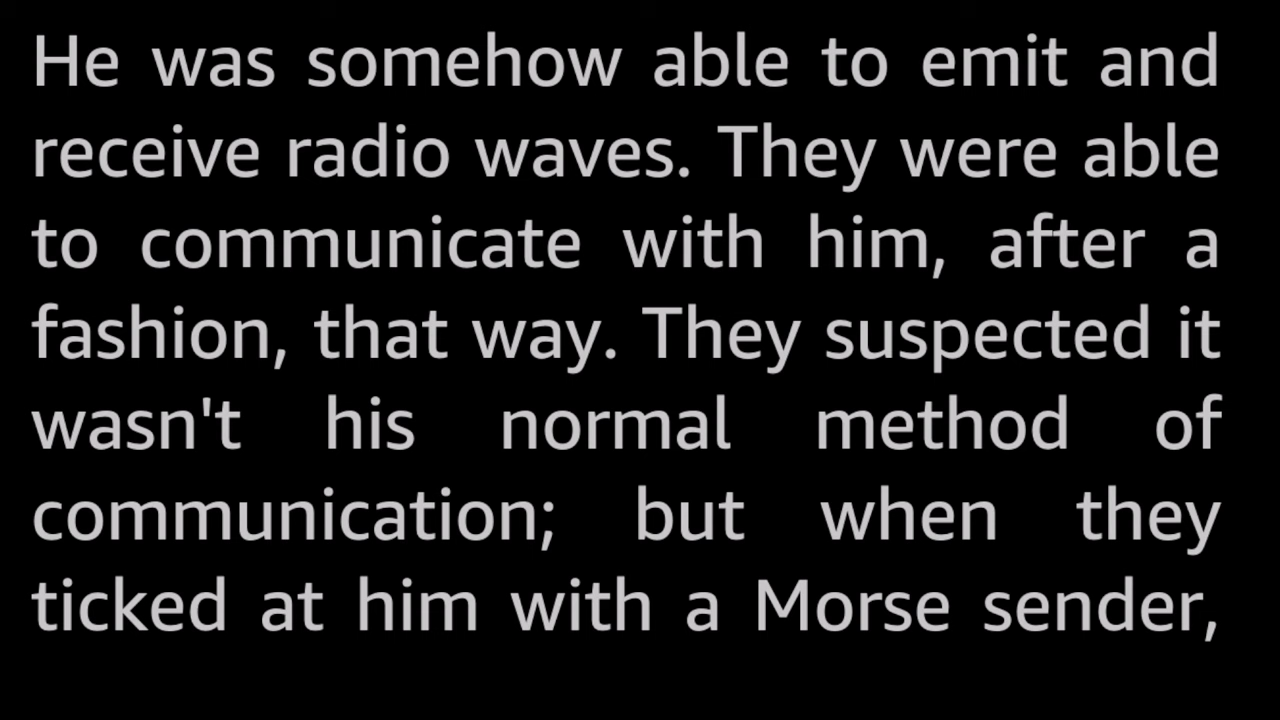 He was somehow able to emit and
receive radio waves. They were able
to communicate with him, after a
fashion, that way. They suspected it
wasn't his normal method of
communication; but when they
ticked at him with a Morse sender,